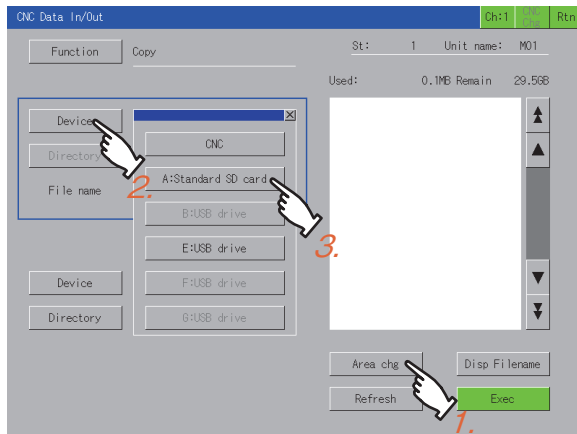 CNC Data In/Out
Ch:1
CNC Chg
Rtn
Function
Copy
St: 1 Unit name: M01
Used: 0.1MB Remain 29.5GB
Device
Directory
File name
CNC
A:Standard SD card
B:USB drive
E:USB drive
F:USB drive
G:USB drive
2.
3.
Device
Directory
Area chg
Disp Filename
Refresh
Exec
1.